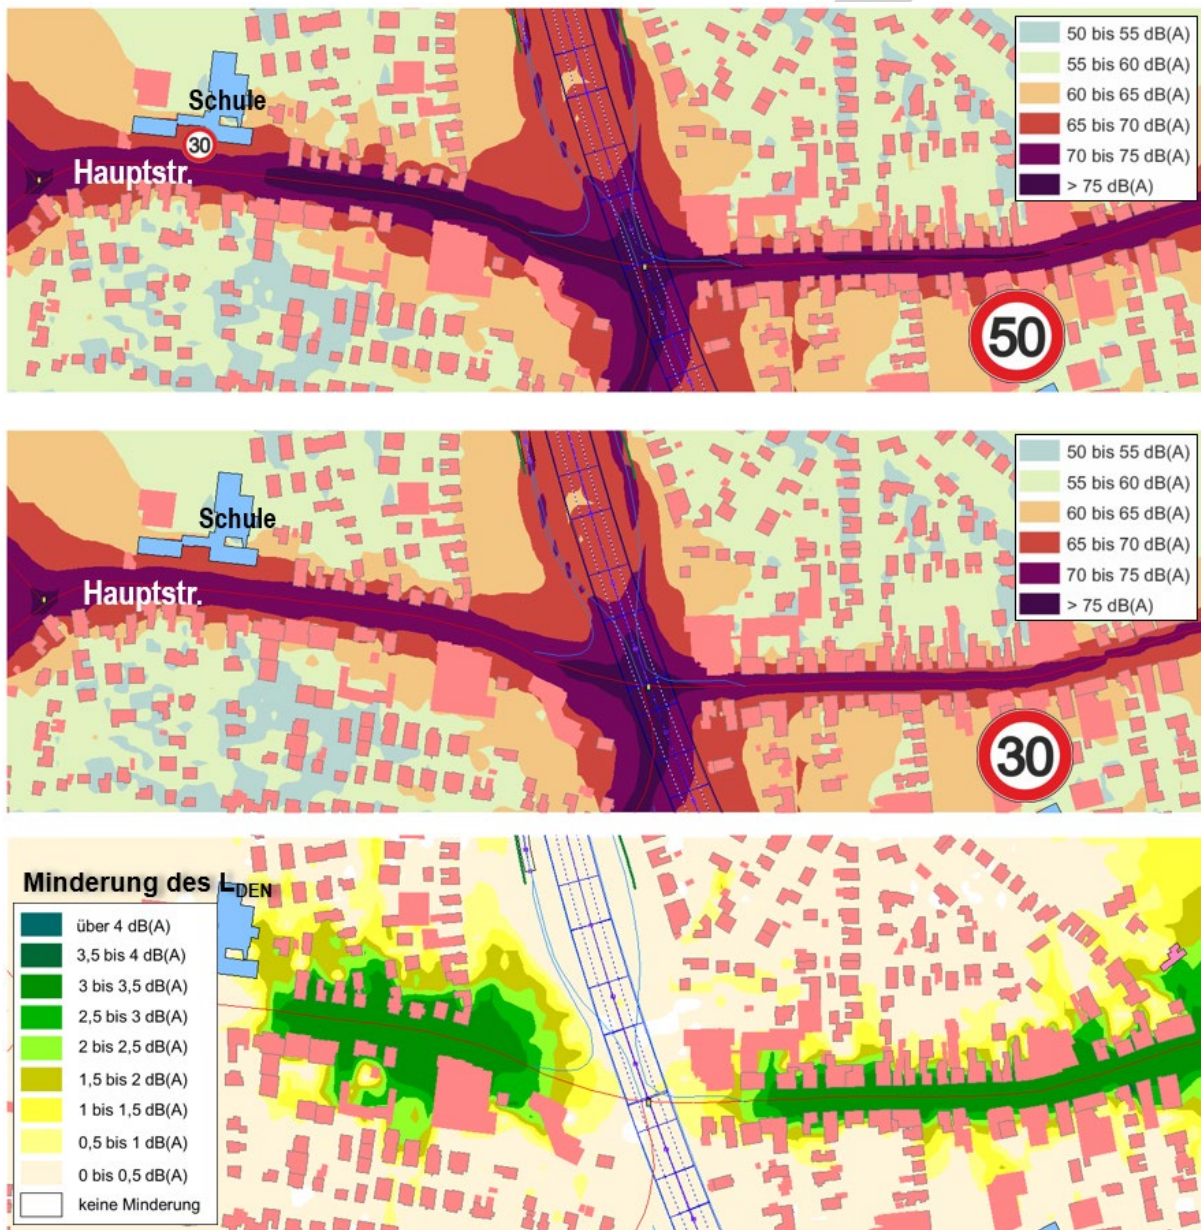 Schule
30
Hauptstr.
50 bis 55 dB(A)
55 bis 60 dB(A)
60 bis 65 dB(A)
65 bis 70 dB(A)
70 bis 75 dB(A)
> 75 dB(A)
50
Schule
Hauptstr.
50 bis 55 dB(A)
55 bis 60 dB(A)
60 bis 65 dB(A)
65 bis 70 dB(A)
70 bis 75 dB(A)
> 75 dB(A)
30
Minderung des LDEN
über 4 dB(A)
3,5 bis 4 dB(A)
3 bis 3,5 dB(A)
2,5 bis 3 dB(A)
2 bis 2,5 dB(A)
1,5 bis 2 dB(A)
1 bis 1,5 dB(A)
0,5 bis 1 dB(A)
0 bis 0,5 dB(A)
keine Minderung